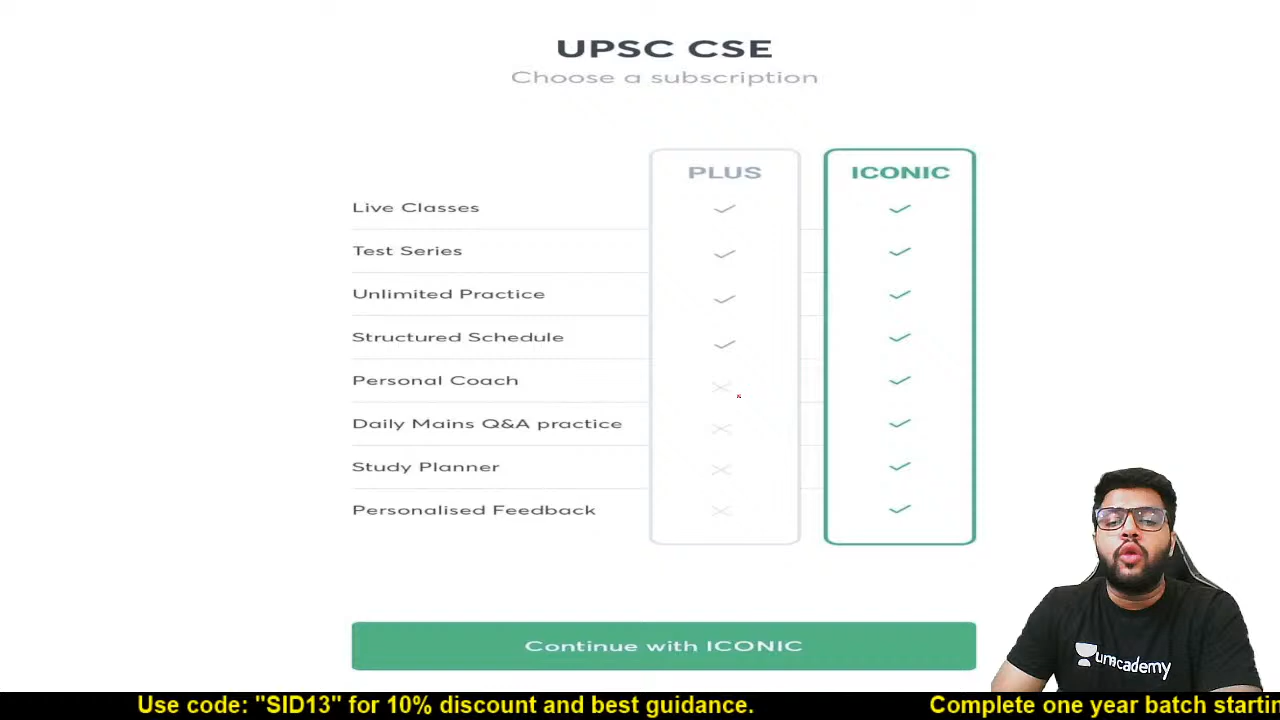 UPSC CSE
Choose a subscription
PLUS
ICONIC
Live Classes
Test Series
Unlimited Practice
Structured Schedule
Personal Coach
Daily Mains Q&A practice
Study Planner
Personalised Feedback
Continue with ICONIC
unacademy
Use code: "SID13" for 10% discount and best guidance.
Complete one year batch startin